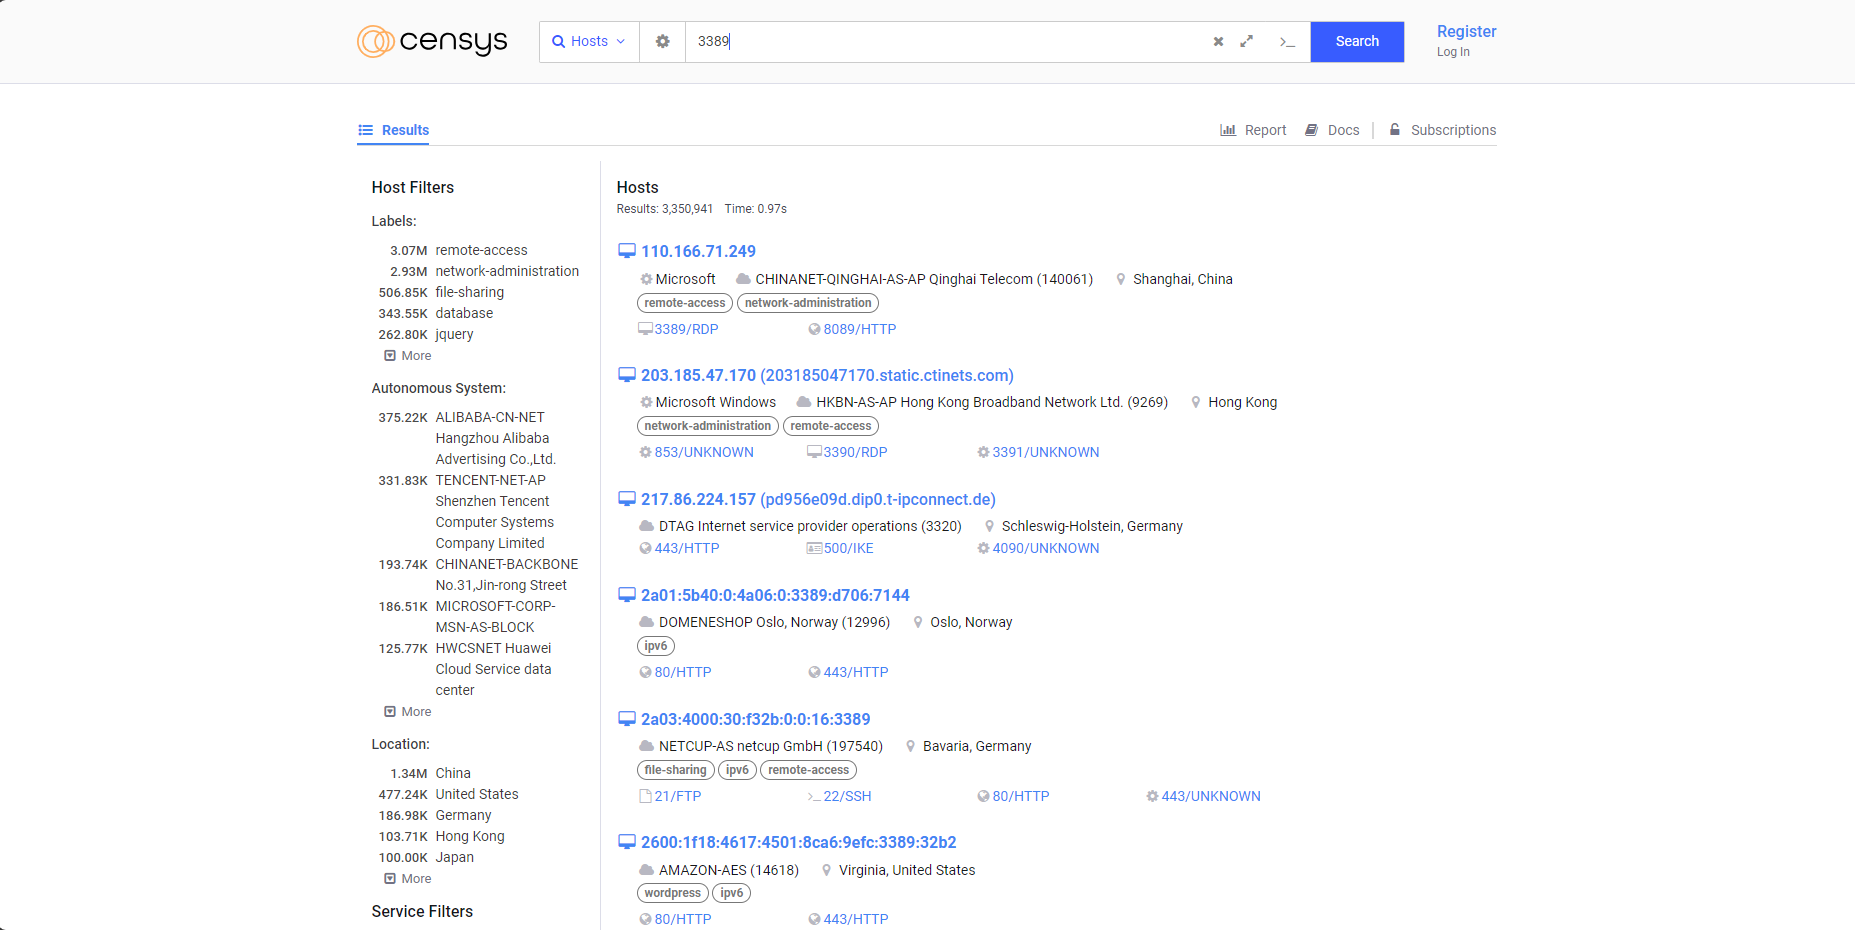 censys
Hosts
3389
Search
Register
Log In
Results
Report
Docs
Subscriptions
Host Filters
Labels:
3.07M remote-access
2.93M network-administration
506.85K file-sharing
343.55K database
262.80K jquery
More
Autonomous System:
375.22K ALIBABA-CN-NET
Hangzhou Alibaba
Advertising Co.,Ltd.
331.83K TENCENT-NET-AP
Shenzhen Tencent
Computer Systems
Company Limited
193.74K CHINANET-BACKBONE
No.31,Jin-rong Street
186.51K MICROSOFT-CORP-
MSN-AS-BLOCK
125.77K HWCSNET Huawei
Cloud Service data
center
More
Location:
1.34M China
477.24K United States
186.98K Germany
103.71K Hong Kong
100.00K Japan
More
Service Filters
Hosts
Results: 3,350,941 Time: 0.97s
110.166.71.249
Microsoft CHINANET-QINGHAI-AS-AP Qinghai Telecom (140061) Shanghai, China
remote-access network-administration
3389/RDP 8089/HTTP
203.185.47.170 (203185047170.static.ctinets.com)
Microsoft Windows HKBN-AS-AP Hong Kong Broadband Network Ltd. (9269) Hong Kong
network-administration remote-access
853/UNKNOWN 3390/RDP 3391/UNKNOWN
217.86.224.157 (pd956e09d.dip0.t-ipconnect.de)
DTAG Internet service provider operations (3320) Schleswig-Holstein, Germany
443/HTTP 500/IKE 4090/UNKNOWN
2a01:5b40:0:4a06:0:3389:d706:7144
DOMENESHOP Oslo, Norway (12996) Oslo, Norway
ipv6
80/HTTP 443/HTTP
2a03:4000:30:f32b:0:0:16:3389
NETCUP-AS netcup GmbH (197540) Bavaria, Germany
file-sharing ipv6 remote-access
21/FTP 22/SSH 80/HTTP 443/UNKNOWN
2600:1f18:4617:4501:8ca6:9efc:3389:32b2
AMAZON-AES (14618) Virginia, United States
wordpress ipv6
80/HTTP 443/HTTP